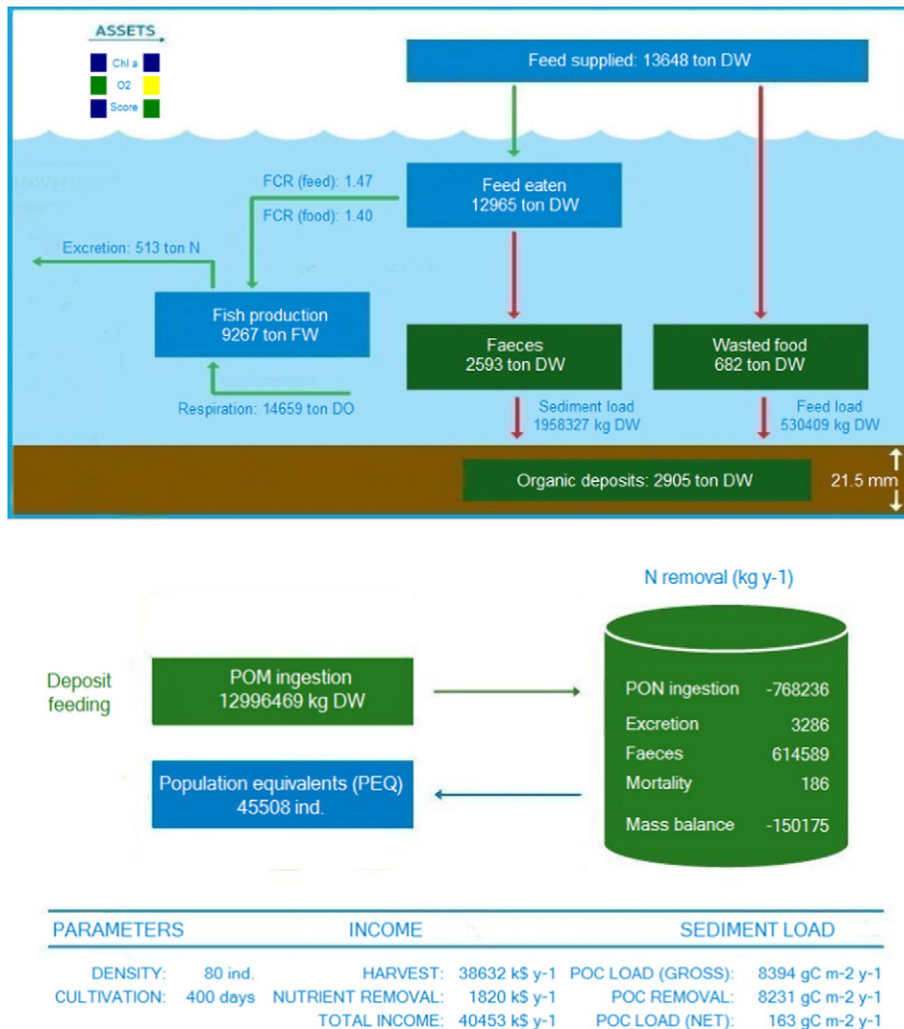 ASSETS
Chl a
O2
Score
Feed supplied: 13648 ton DW
FCR (feed): 1.47
FCR (food): 1.40
Feed eaten
12965 ton DW
Excretion: 513 ton N
Fish production
9267 ton FW
Faeces
2593 ton DW
Wasted food
682 ton DW
Respiration: 14659 ton DO
Sediment load
1958327 kg DW
Feed load
530409 kg DW
Organic deposits: 2905 ton DW
21.5 mm
N removal (kg y-1)
Deposit
feeding
POM ingestion
12996469 kg DW
Population equivalents (PEQ)
45508 ind.
PON ingestion -768236
Excretion 3286
Faeces 614589
Mortality 186
Mass balance -150175
PARAMETERS INCOME SEDIMENT LOAD
DENSITY: 80 ind. HARVEST: 38632 k$ y-1 POC LOAD (GROSS): 8394 gC m-2 y-1
CULTIVATION: 400 days NUTRIENT REMOVAL: 1820 k$ y-1 POC REMOVAL: 8231 gC m-2 y-1
TOTAL INCOME: 40453 k$ y-1 POC LOAD (NET): 163 gC m-2 y-1